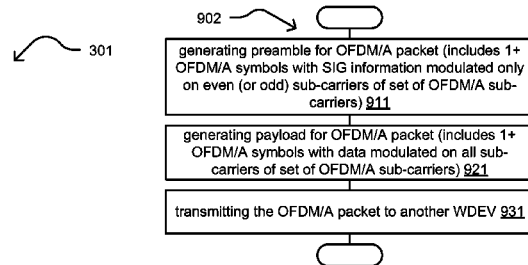 902
301
generating preamble for OFDM/A packet (includes 1+
OFDM/A symbols with SIG information modulated only
on even (or odd) sub-carriers of set of OFDM/A sub-
carriers) 911
generating payload for OFDM/A packet (includes 1+
OFDM/A symbols with data modulated on all sub-
carriers of set of OFDM/A sub-carriers) 921
transmitting the OFDM/A packet to another WDEV 931